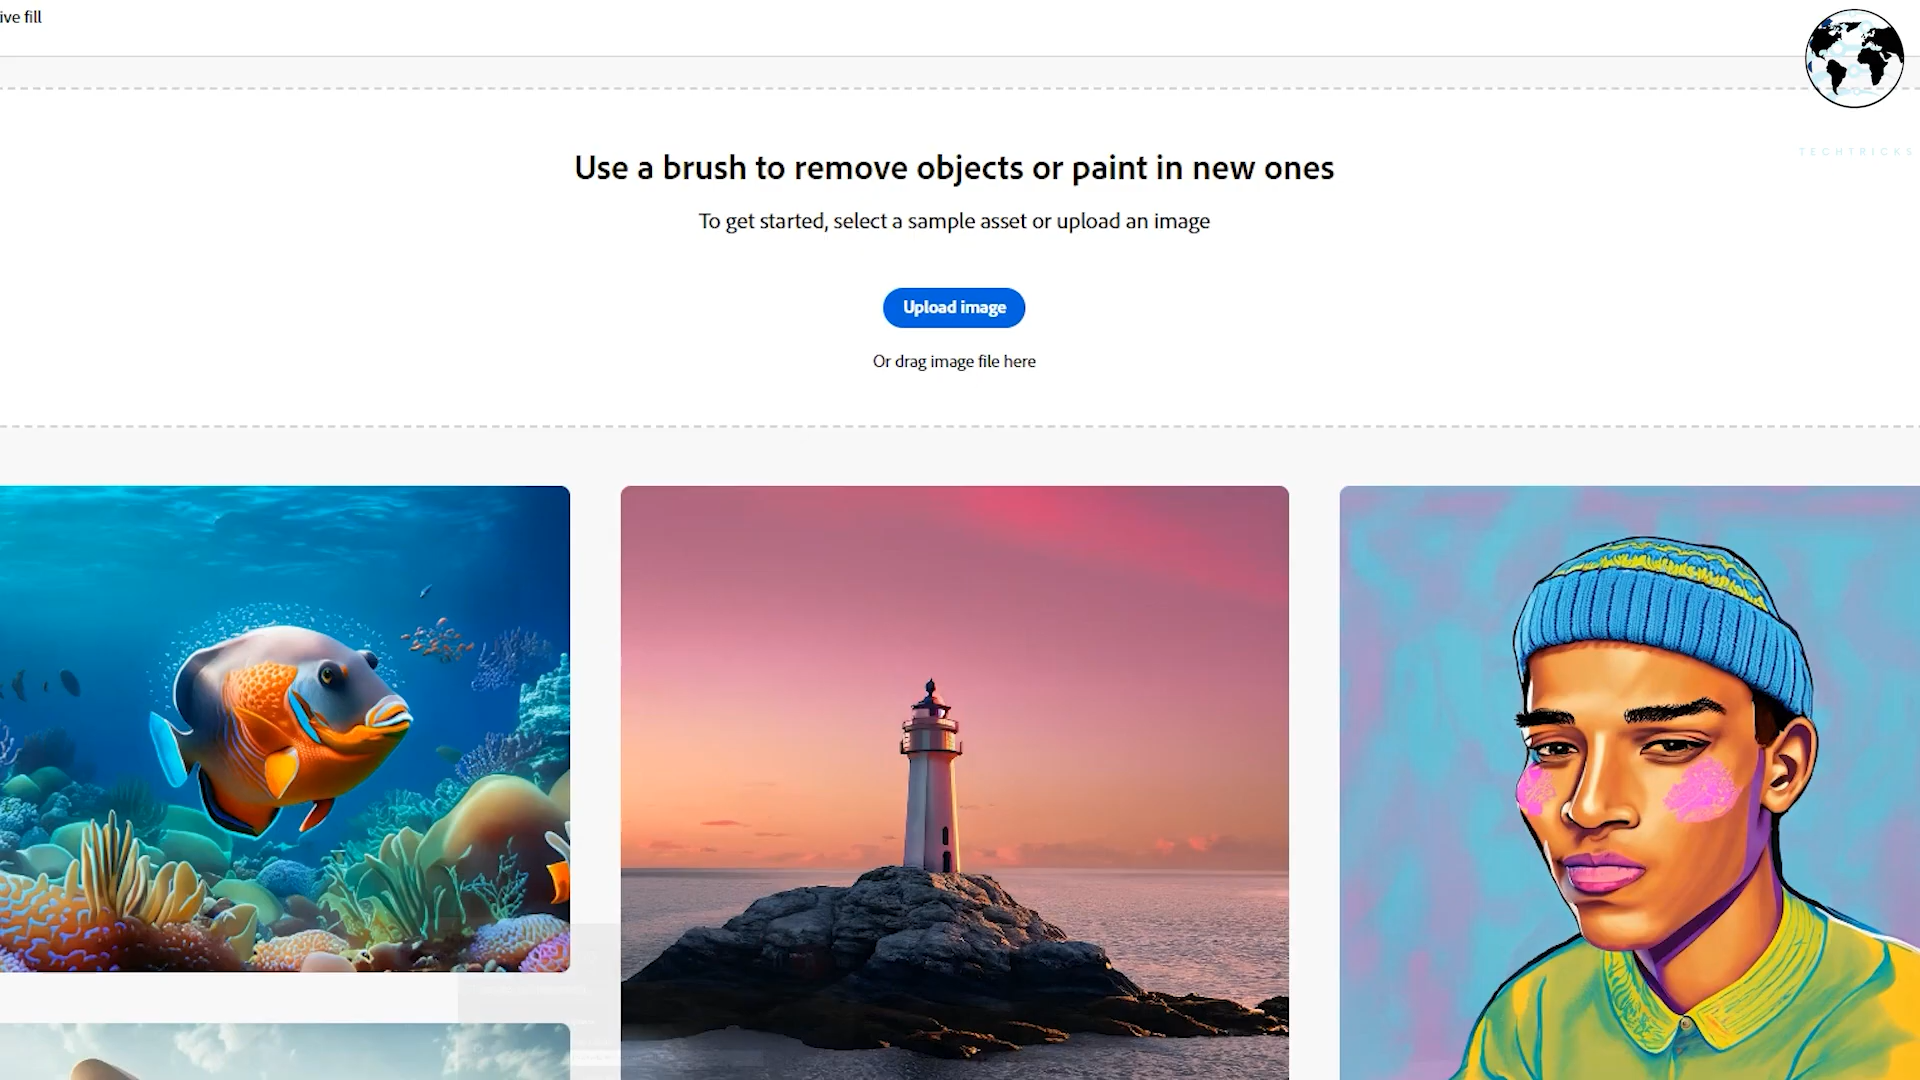 ive fill
TECHTRICKS
Use a brush to remove objects or paint in new ones
To get started, select a sample asset or upload an image
Upload image
Or drag image file here